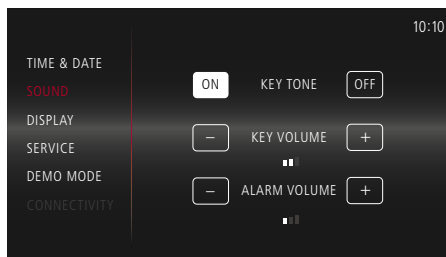 10:10
TIME & DATE
SOUND
ON KEY TONE OFF
DISPLAY
SERVICE
− KEY VOLUME +
DEMO MODE
− ALARM VOLUME +
CONNECTIVITY